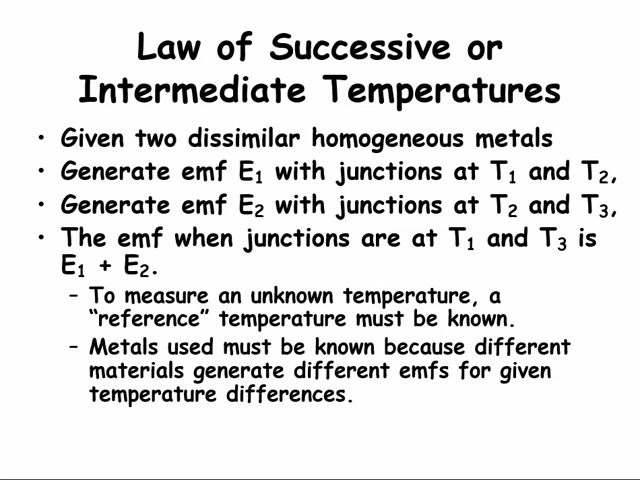 Law of Successive or
Intermediate Temperatures
• Given two dissimilar homogeneous metals
• Generate emf E₁ with junctions at T₁ and T₂,
• Generate emf E₂ with junctions at T₂ and T₃,
• The emf when junctions are at T₁ and T₃ is
E₁ + E₂.
– To measure an unknown temperature, a
“reference” temperature must be known.
– Metals used must be known because different
materials generate different emfs for given
temperature differences.